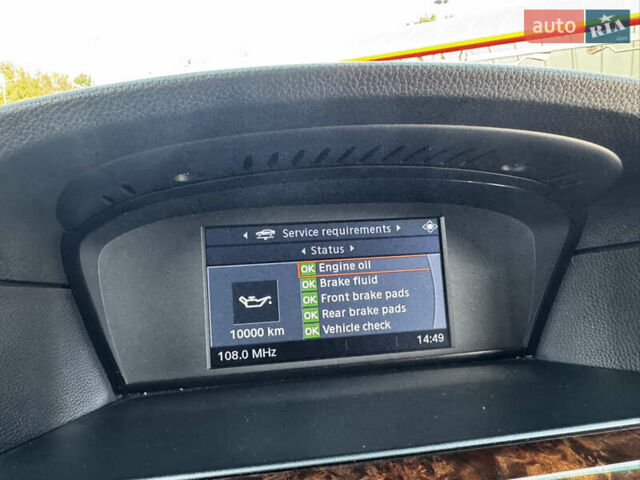 auto RIA
Service requirements
Status
OK Engine oil
OK Brake fluid
OK Front brake pads
OK Rear brake pads
OK Vehicle check
10000 km
108.0 MHz 14:49